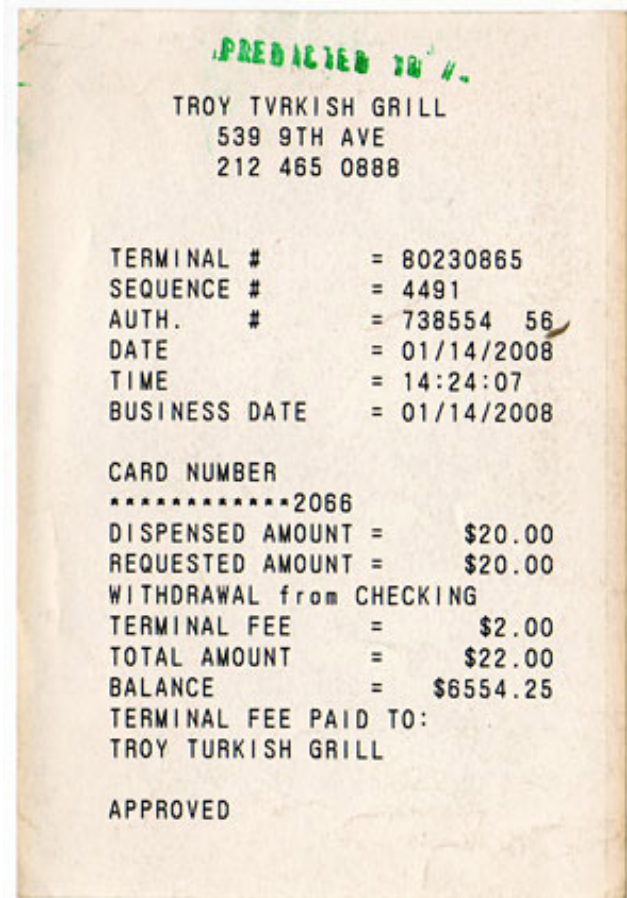 PREDICTED TO
TROY TVRKISH GRILL
539 9TH AVE
212 465 0888
TERMINAL # = 80230865
SEQUENCE # = 4491
AUTH. # = 738554 56
DATE = 01/14/2008
TIME = 14:24:07
BUSINESS DATE = 01/14/2008
CARD NUMBER
************2066
DISPENSED AMOUNT = $20.00
REQUESTED AMOUNT = $20.00
WITHDRAWAL from CHECKING
TERMINAL FEE = $2.00
TOTAL AMOUNT = $22.00
BALANCE = $6554.25
TERMINAL FEE PAID TO:
TROY TURKISH GRILL
APPROVED